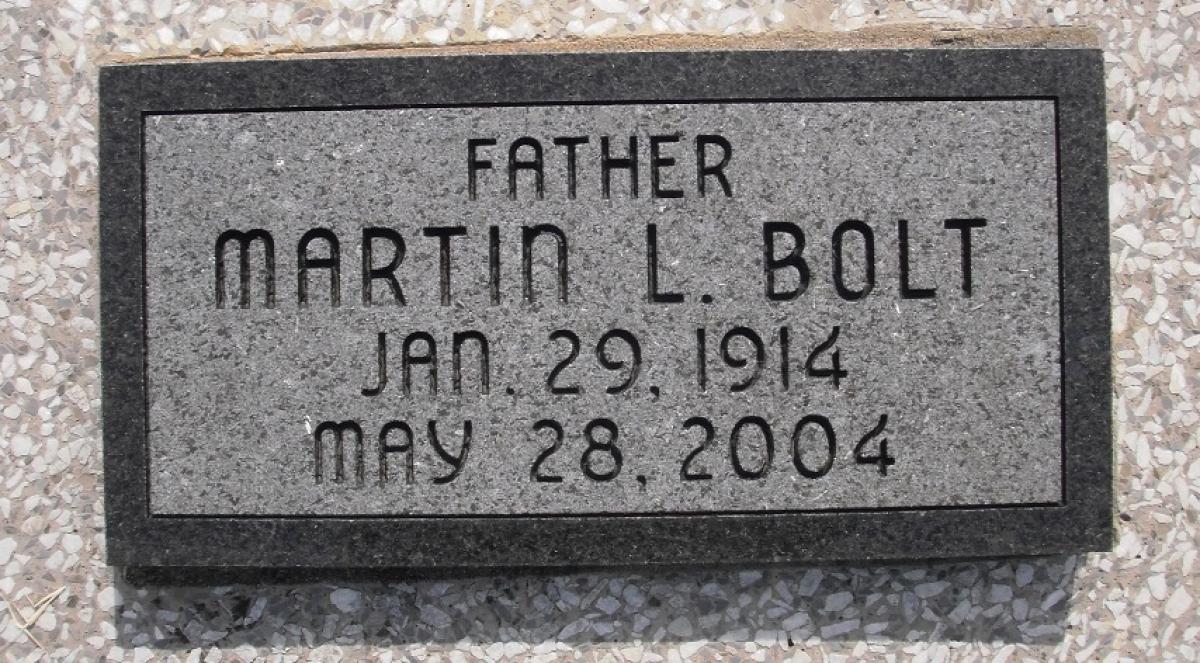 FATHER
MARTIN L. BOLT
JAN. 29, 1914
MAY 28, 2004